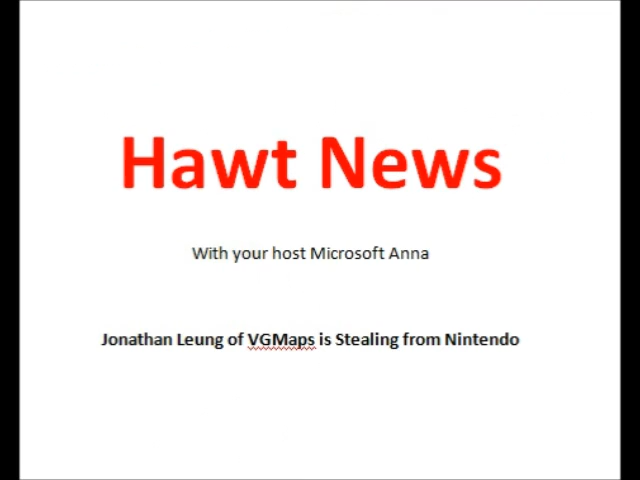 Hawt News
With your host Microsoft Anna
Jonathan Leung of VGMaps is Stealing from Nintendo